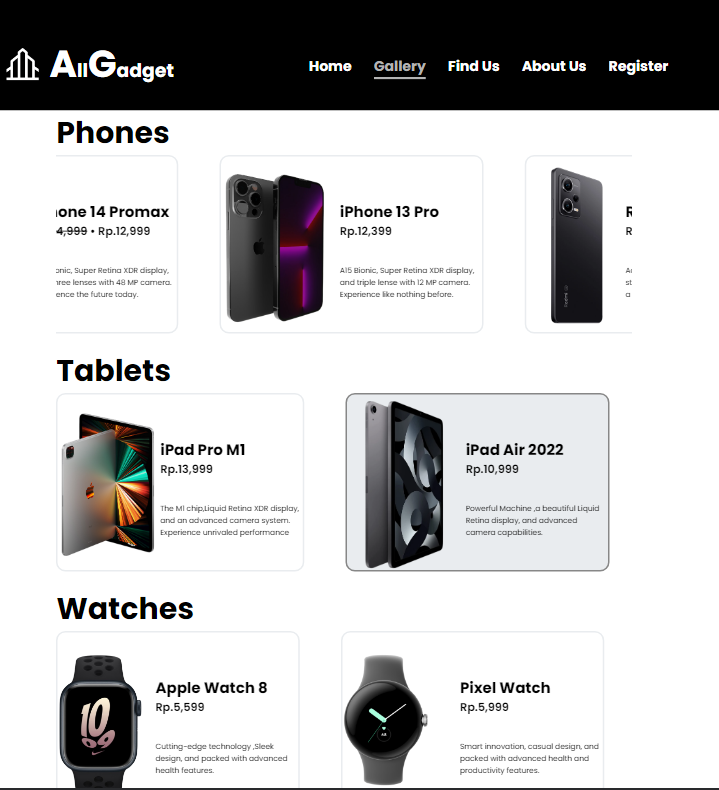 AllGadget
Home Gallery Find Us About Us Register
Phones
one 14 Promax
4,999 • Rp.12,999
onic, Super Retina XDR display,
hree lenses with 48 MP camera.
ence the future today.
iPhone 13 Pro
Rp.12,399
A15 Bionic, Super Retina XDR display,
and triple lense with 12 MP camera.
Experience like nothing before.
Tablets
iPad Pro M1
Rp.13,999
The M1 chip,Liquid Retina XDR display,
and an advanced camera system.
Experience unrivaled performance
iPad Air 2022
Rp.10,999
Powerful Machine ,a beautiful Liquid
Retina display, and advanced
camera capabilities.
Watches
Apple Watch 8
Rp.5,599
Cutting-edge technology ,Sleek
design, and packed with advanced
health features.
Pixel Watch
Rp.5,999
Smart innovation, casual design, and
packed with advanced health and
productivity features.
10
09